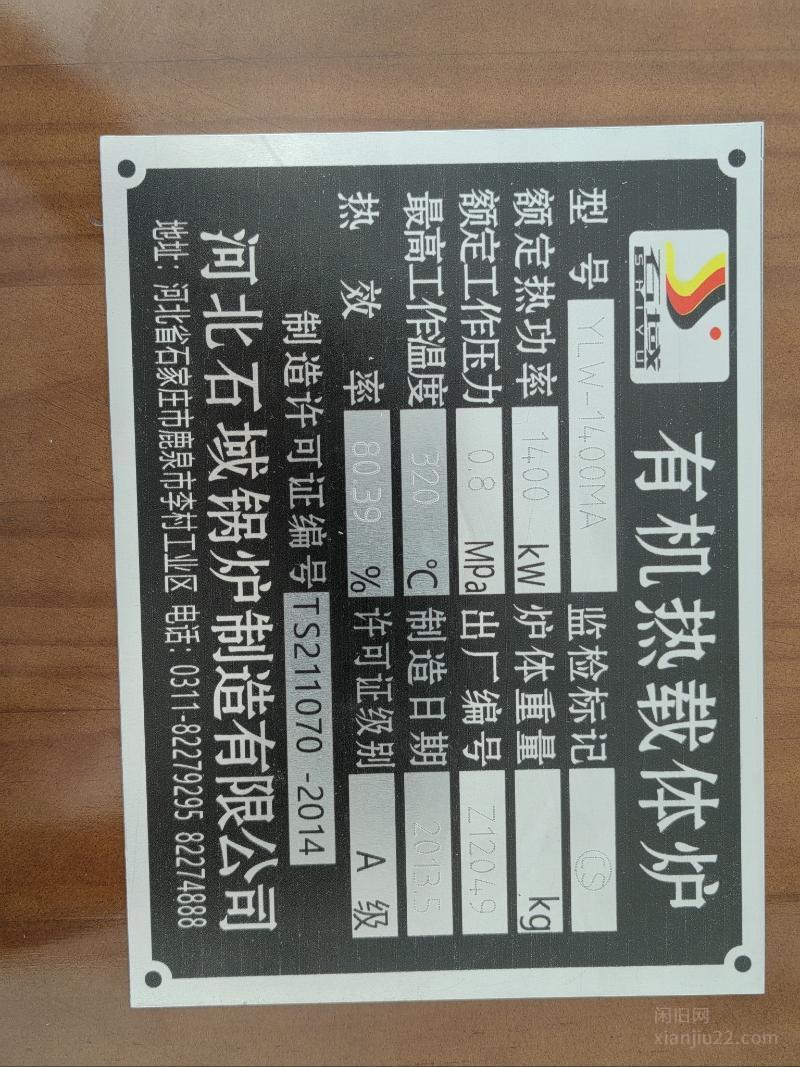 石域
SHIYU
有机热载体炉
型号 YLW-1400MA 监检标记 CS
额定热功率 1400 kW 炉体重量 kg
额定工作压力 0.8 MPa 出厂编号 Z12049
最高工作温度 320 ℃ 制造日期 2013.5
热效率 80.39 % 许可证级别 A级
制造许可证编号 TS211070 -2014
河北石域锅炉制造有限公司
地址：河北省石家庄市鹿泉市李村工业区 电话：0311-82279295 82274888
闲旧网
xianjiu22.com